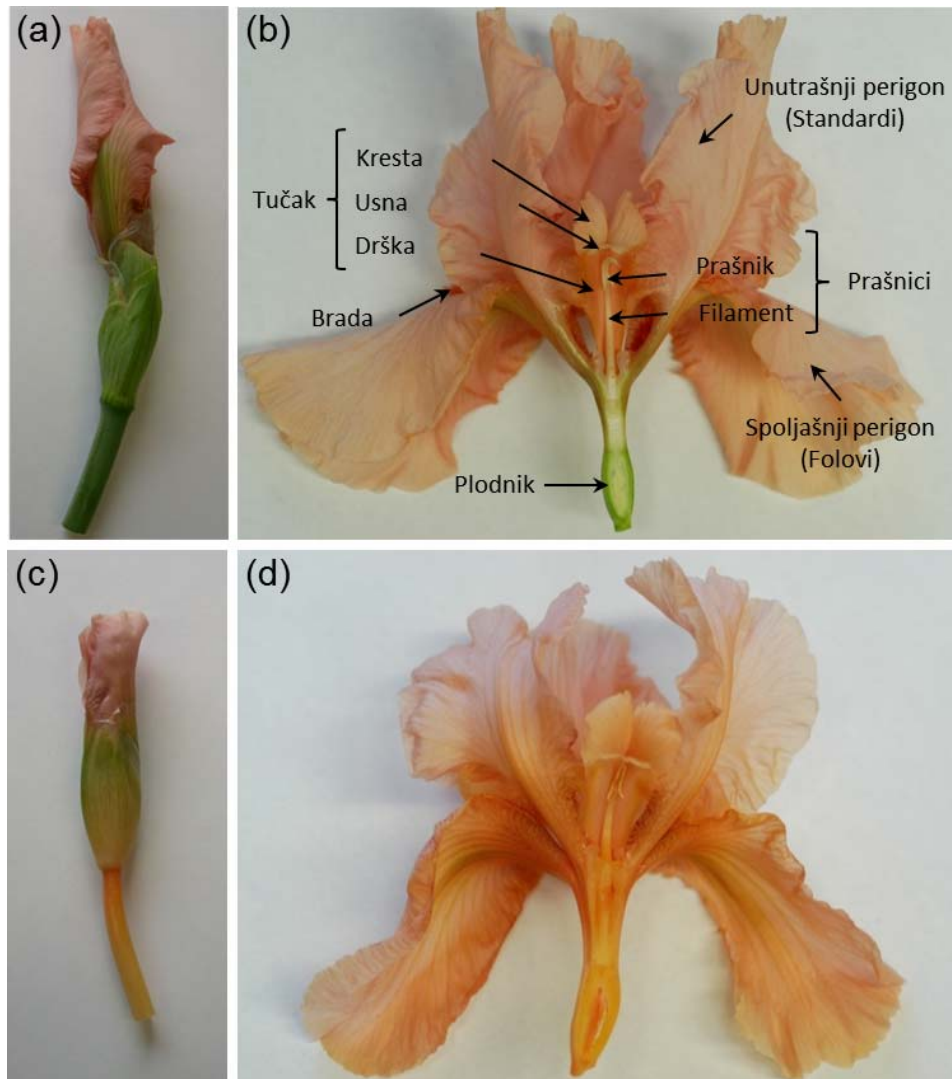 (a)
(b)
Unutrašnji perigon
(Standardi)
Kresta
Tučak
Usna
Drška
Prašnik
Prašnici
Brada
Filament
Spoljašnji perigon
(Folovi)
Plodnik
(c)
(d)